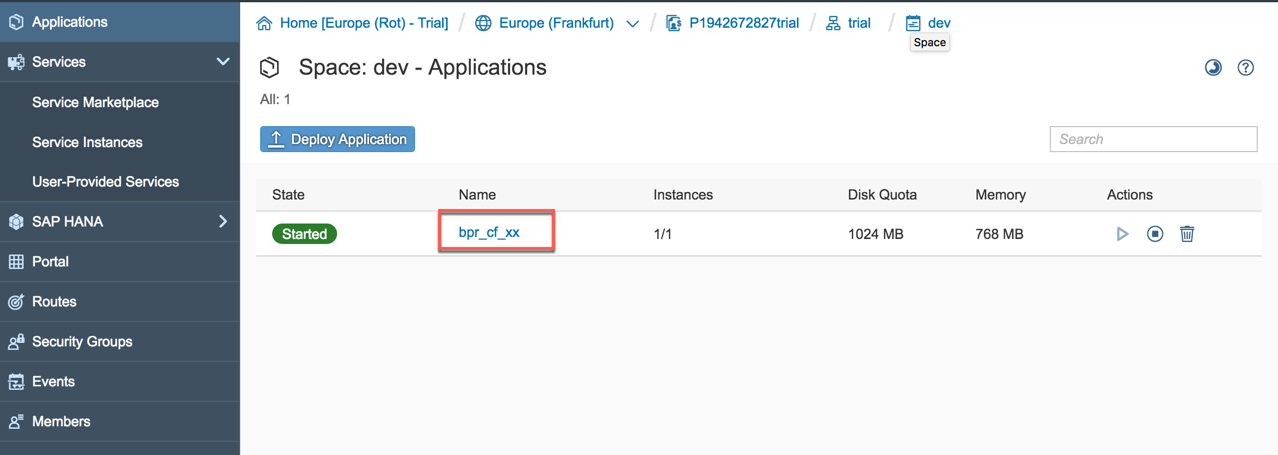 Applications
Services
Service Marketplace
Service Instances
User-Provided Services
SAP HANA
Portal
Routes
Security Groups
Events
Members
Home [Europe (Rot) - Trial] / Europe (Frankfurt) / P1942672827trial / trial / dev
Space
Space: dev - Applications
All: 1
Deploy Application
Search
State Name Instances Disk Quota Memory Actions
Started bpr_cf_xx 1/1 1024 MB 768 MB